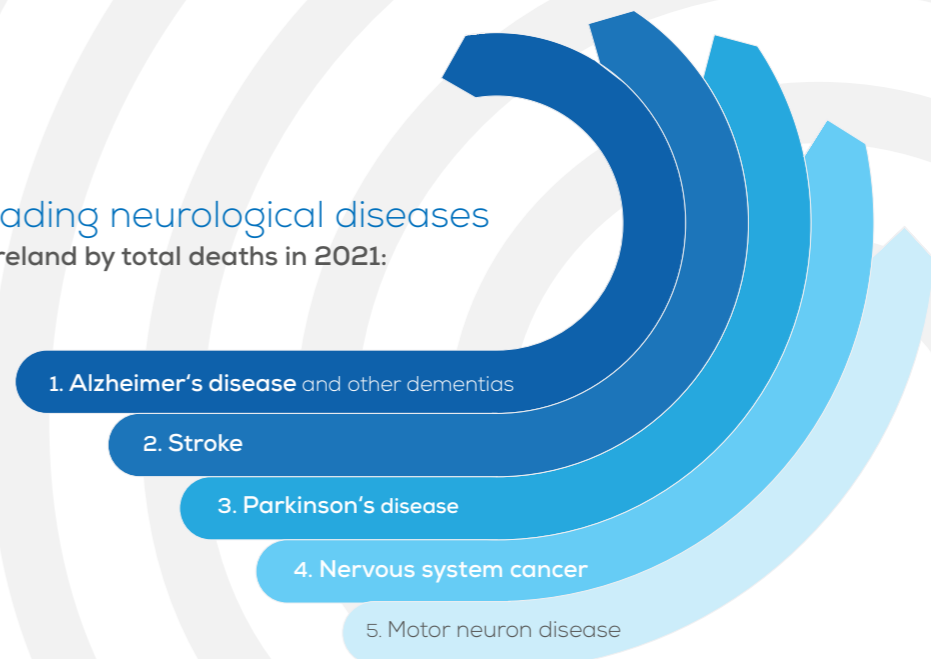 ading neurological diseases
reland by total deaths in 2021:
1. Alzheimer's disease and other dementias
2. Stroke
3. Parkinson's disease
4. Nervous system cancer
5. Motor neuron disease